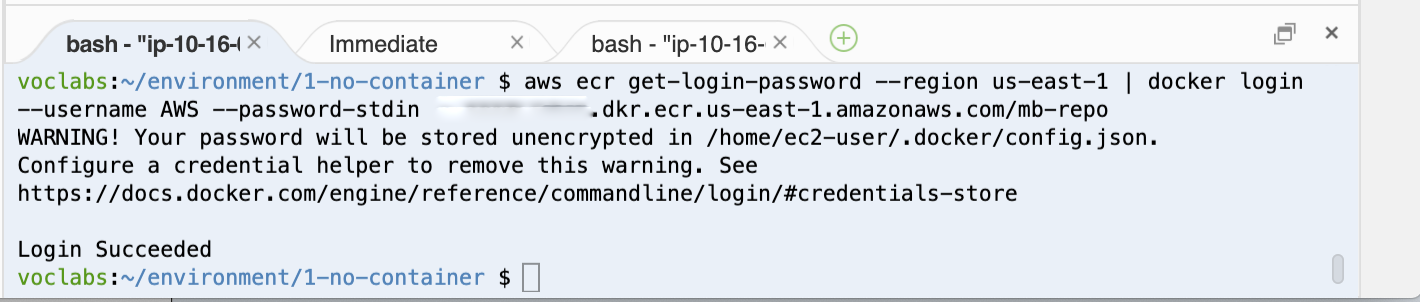 bash - "ip-10-16-( × Immediate × bash - "ip-10-16- ×
voclabs:~/environment/1-no-container $ aws ecr get-login-password --region us-east-1 | docker login
--username AWS --password-stdin .dkr.ecr.us-east-1.amazonaws.com/mb-repo
WARNING! Your password will be stored unencrypted in /home/ec2-user/.docker/config.json.
Configure a credential helper to remove this warning. See
https://docs.docker.com/engine/reference/commandline/login/#credentials-store
Login Succeeded
voclabs:~/environment/1-no-container $